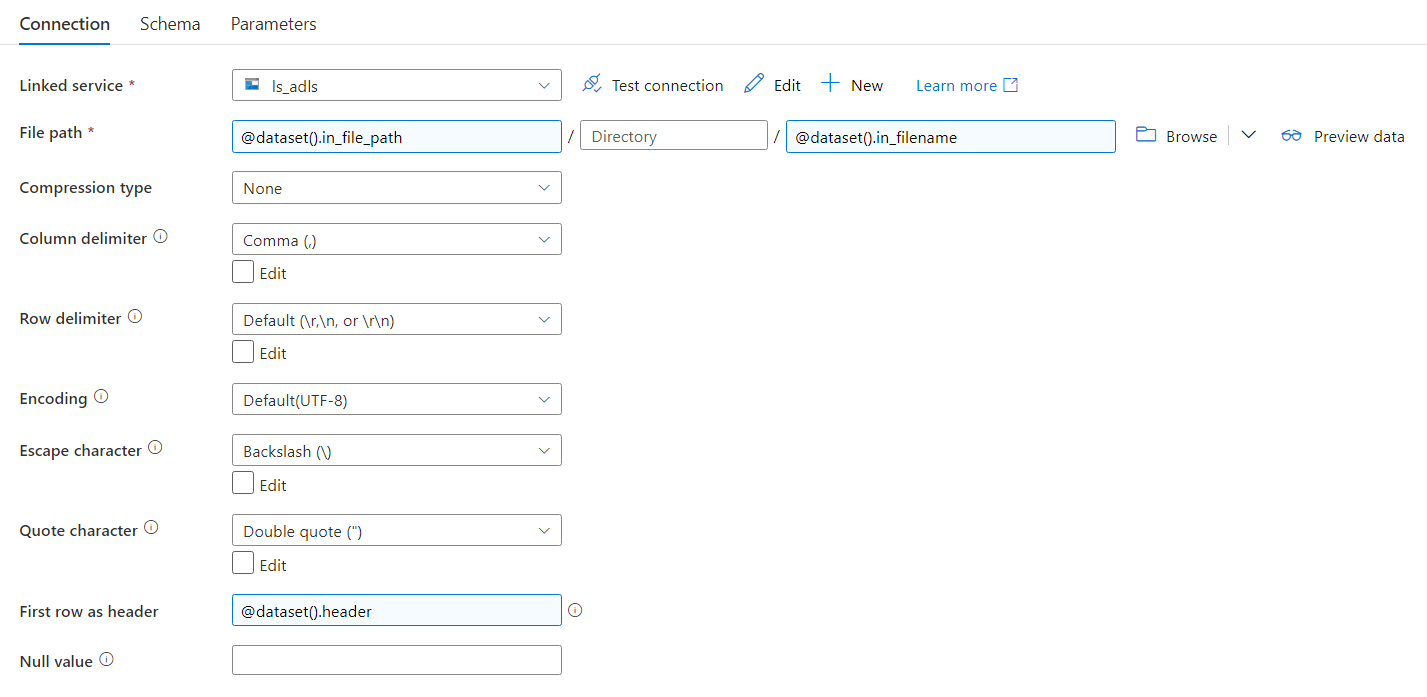 Connection Schema Parameters
Linked service * ls_adls Test connection Edit New Learn more
File path * @dataset().in_file_path / Directory / @dataset().in_filename Browse Preview data
Compression type None
Column delimiter Comma (,)
Edit
Row delimiter Default (\r,\n, or \r\n)
Edit
Encoding Default(UTF-8)
Escape character Backslash (\)
Edit
Quote character Double quote (")
Edit
First row as header @dataset().header
Null value